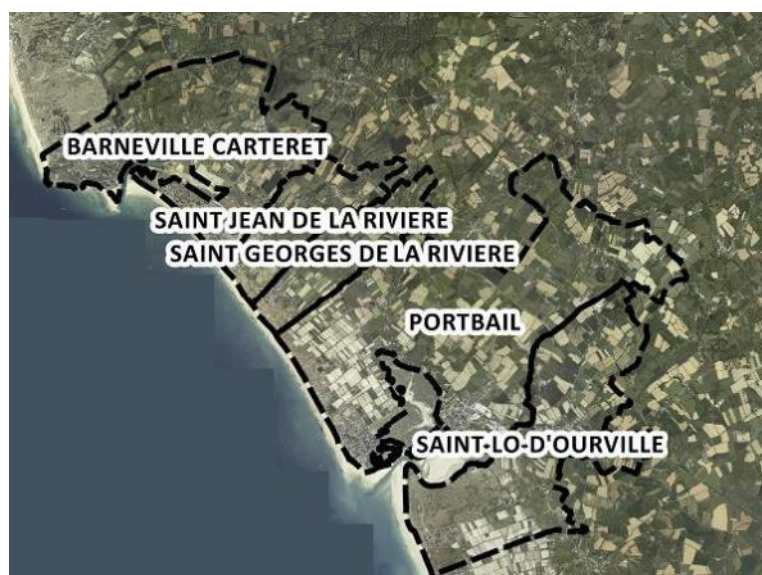 BARNEVILLE CARTERET
SAINT JEAN DE LA RIVIERE
SAINT GEORGES DE LA RIVIERE
PORTBAIL
SAINT-LO-D'OURVILLE